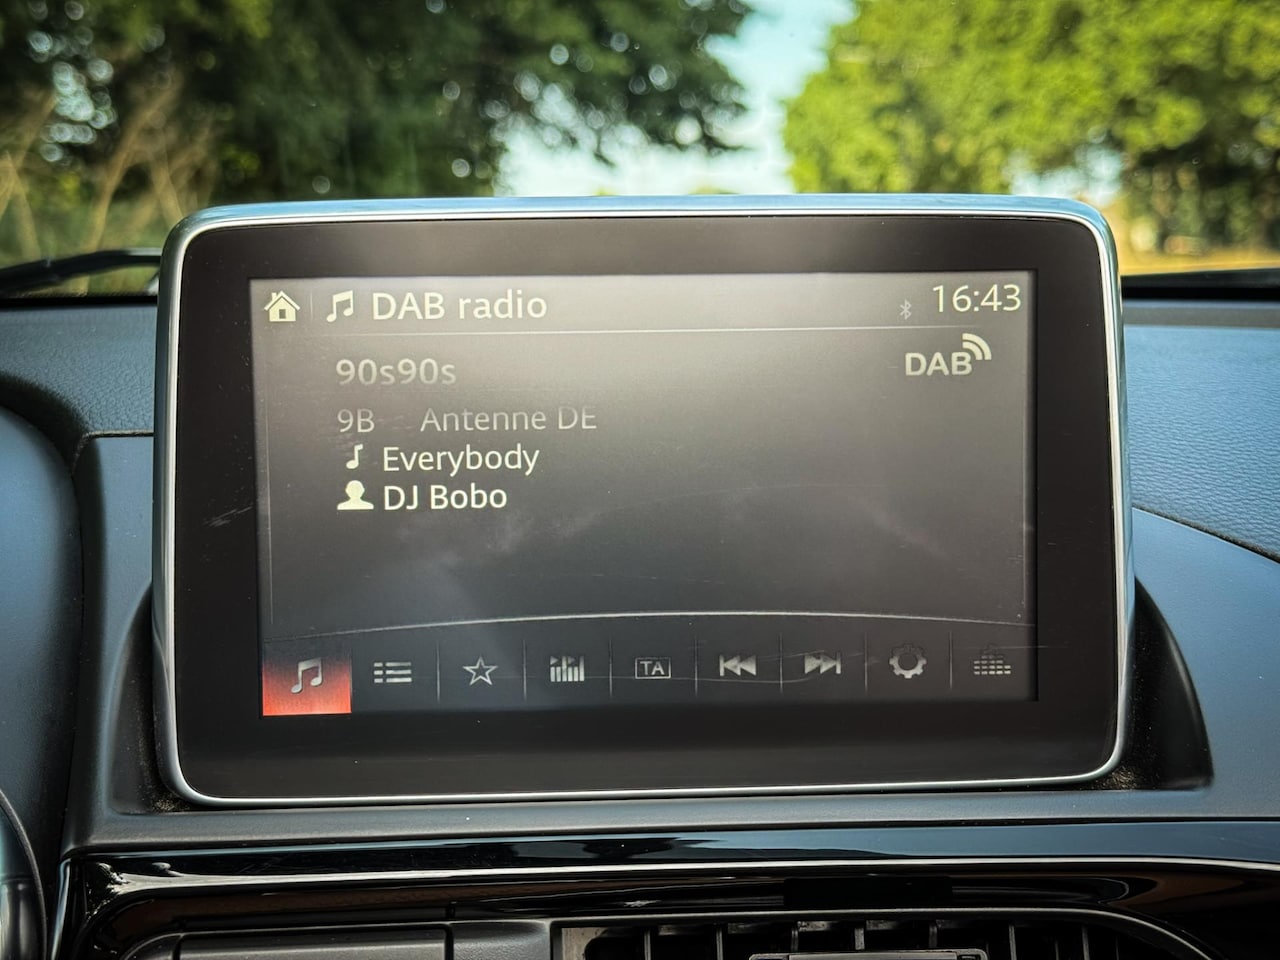 DAB radio 16:43
90s90s DAB
9B Antenne DE
Everybody
DJ Bobo
TA